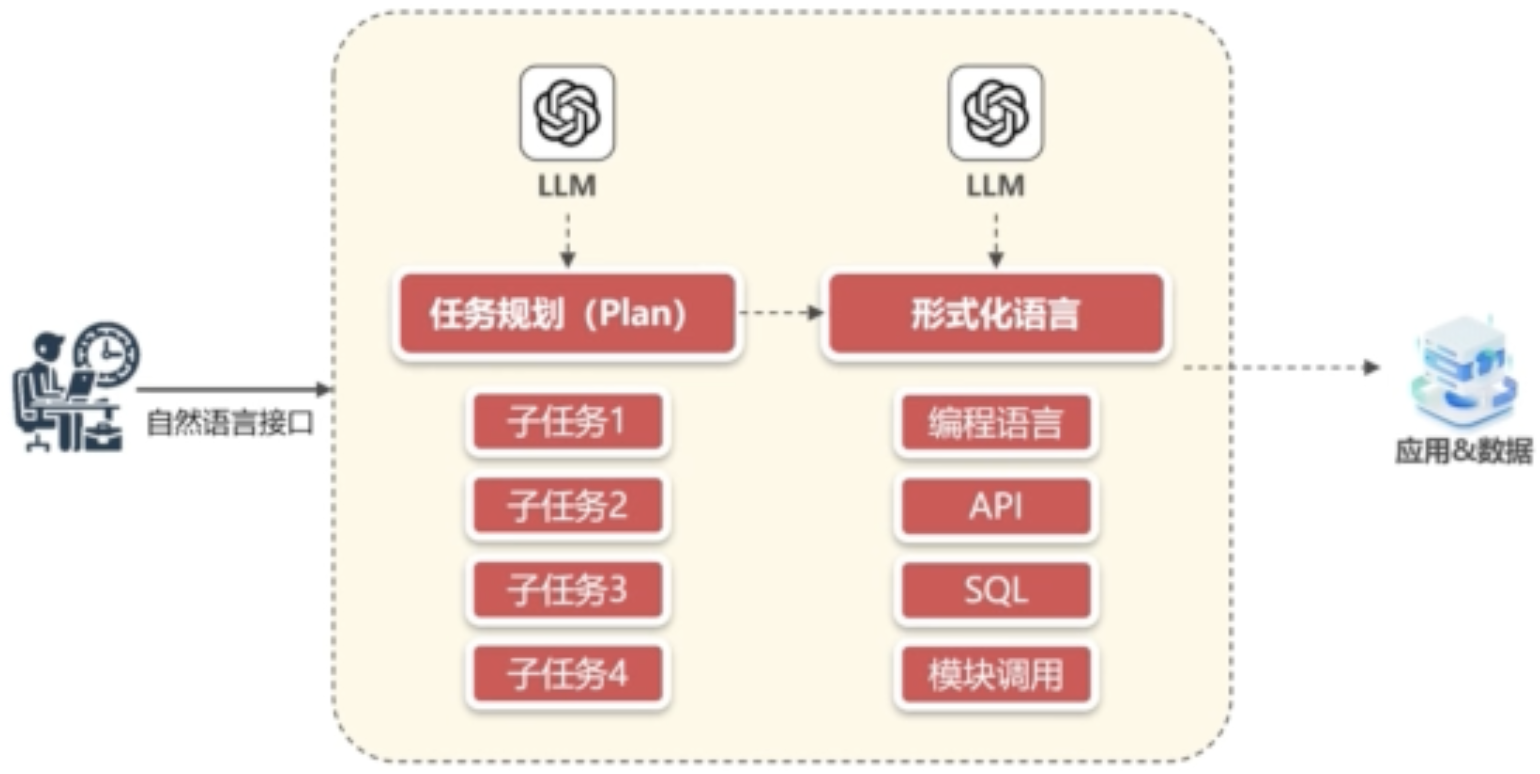 LLM
LLM
任务规划（Plan）
形式化语言
自然语言接口
子任务1
子任务2
子任务3
子任务4
编程语言
API
SQL
模块调用
应用&数据